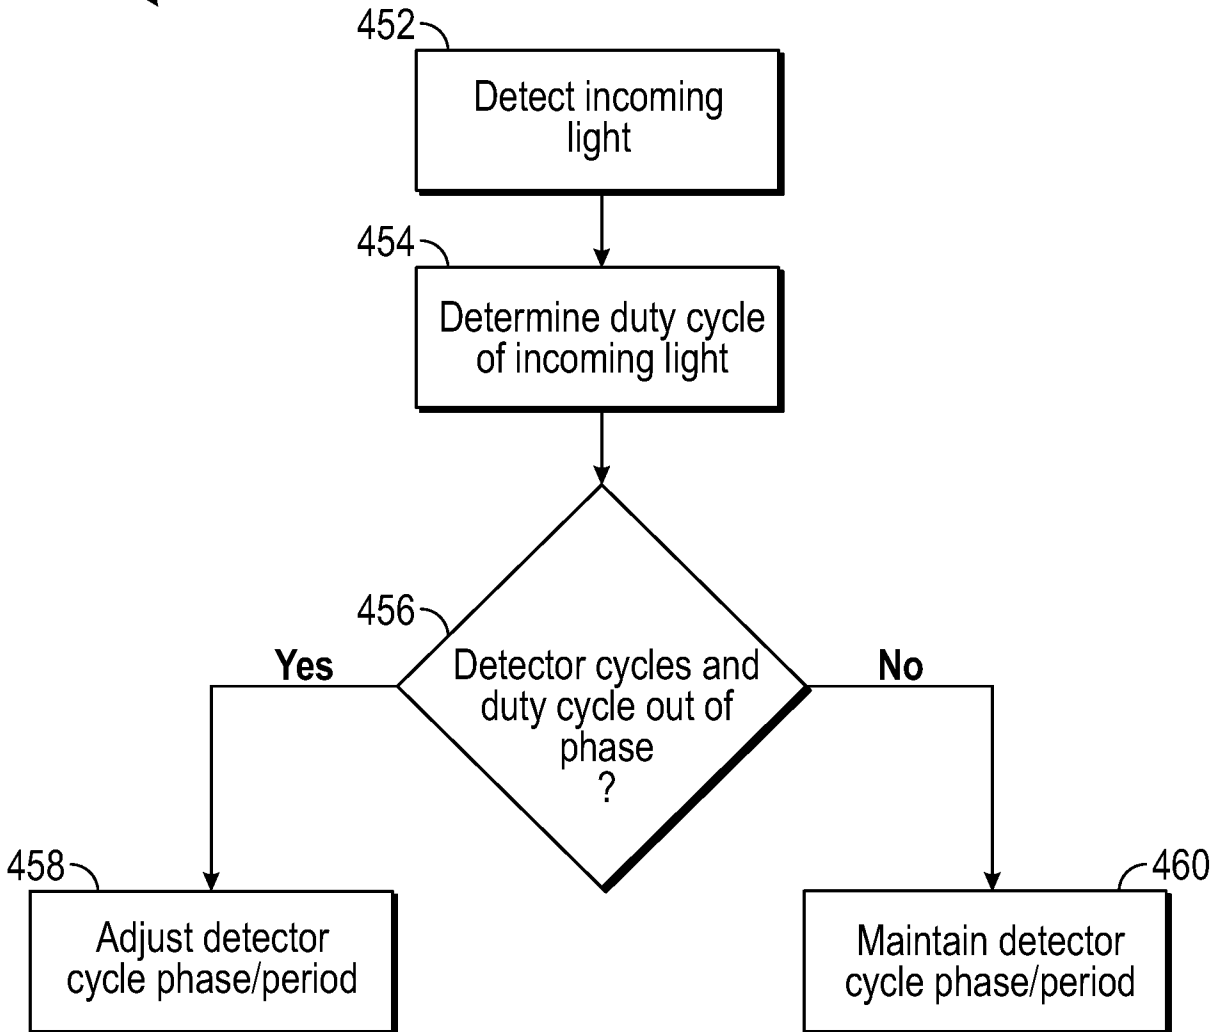 452
Detect incoming
light
454
Determine duty cycle
of incoming light
456
Detector cycles and
duty cycle out of
phase
?
Yes
No
458
Adjust detector
cycle phase/period
460
Maintain detector
cycle phase/period